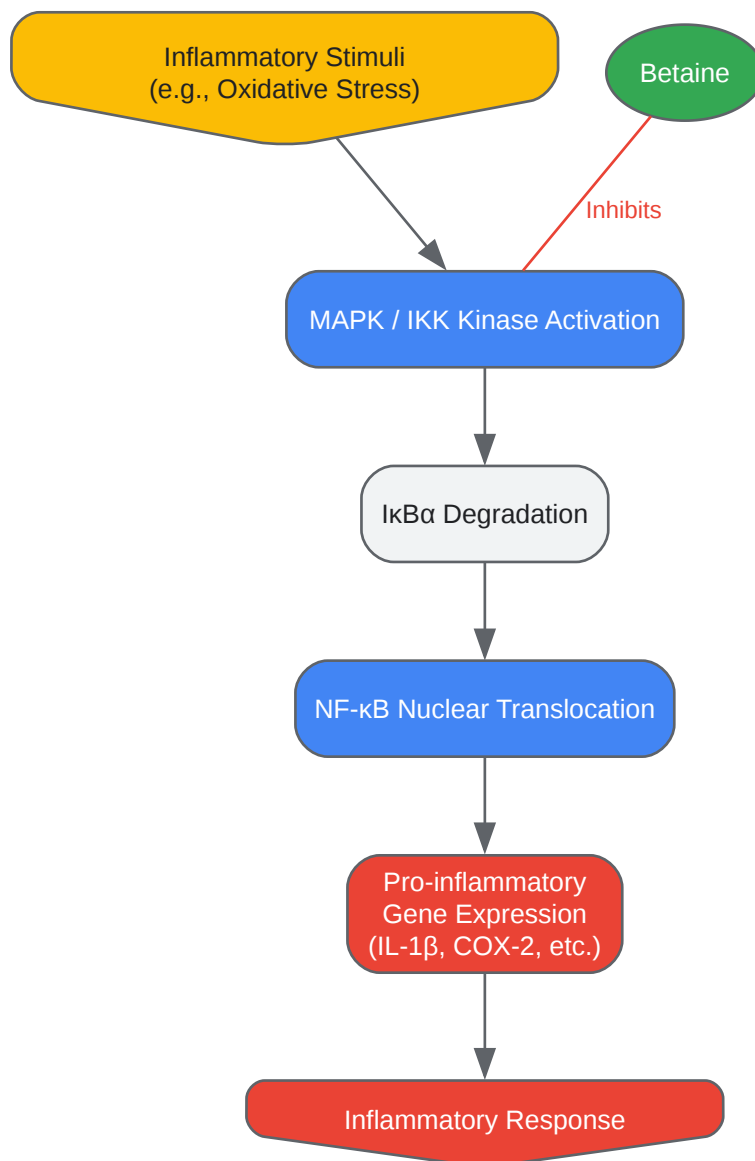 Inflammatory Stimuli
(e.g., Oxidative Stress)
Betaine
Inhibits
MAPK / IKK Kinase Activation
IκBα Degradation
NF-κB Nuclear Translocation
Pro-inflammatory
Gene Expression
(IL-1β, COX-2, etc.)
Inflammatory Response